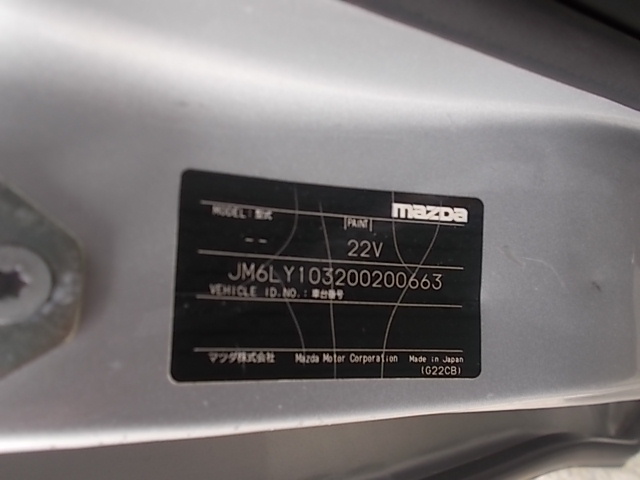 mazda
MODEL : 型式
[PAINT]
-- 22V
JM6LY103200200663
VEHICLE ID.NO.: 車台番号
マツダ株式会社 Mazda Motor Corporation Made in Japan
(G22CB)